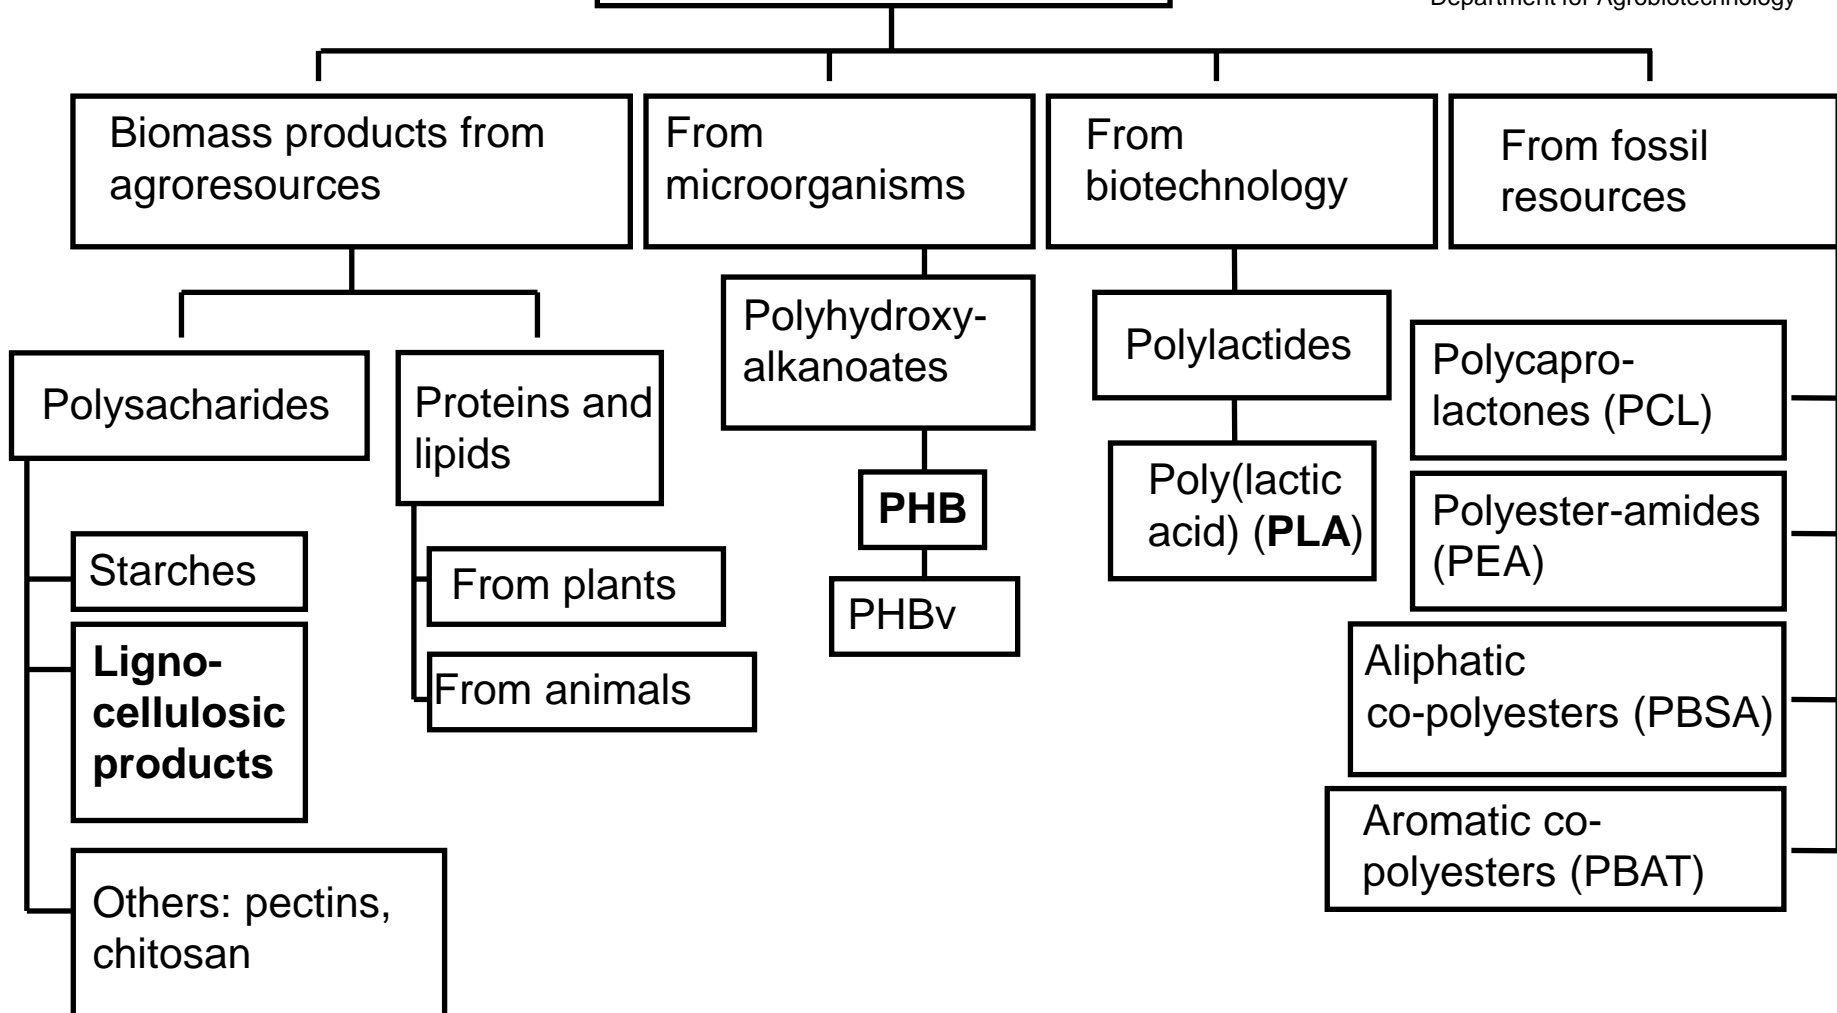 Department for Agrobiotechnology
Biomass products from
agroresources
From
microorganisms
From
biotechnology
From fossil
resources
Polysacharides
Proteins and
lipids
Polyhydroxy-
alkanoates
Polylactides
Polycapro-
lactones (PCL)
Starches
Ligno-
cellulosic
products
Others: pectins,
chitosan
From plants
From animals
PHB
PHBv
Poly(lactic
acid) (PLA)
Polyester-amides
(PEA)
Aliphatic
co-polyesters (PBSA)
Aromatic co-
polyesters (PBAT)